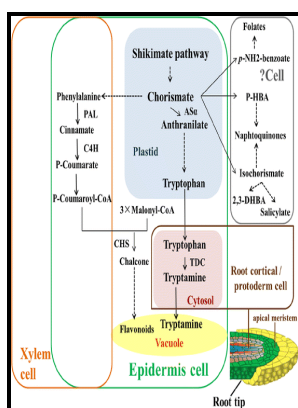 Folates
Shikimate pathway
p-NH2-benzoate
?Cell
Phenylalanine
Chorismate
P-HBA
PAL
ASα
Anthranilate
Cinnamate
Naphtoquinones
C4H
Plastid
P-Coumarate
Isochorismate
Tryptophan
P-Coumaroyl-CoA
2,3-DHBA
3×Malonyl-CoA
Salicylate
CHS
Tryptophan
Chalcone
TDC
Root cortical /
protoderm cell
Tryptamine
Cytosol
apical meristem
Flavonoids
Tryptamine
Vacuole
Xylem
cell
Epidermis cell
Root tip